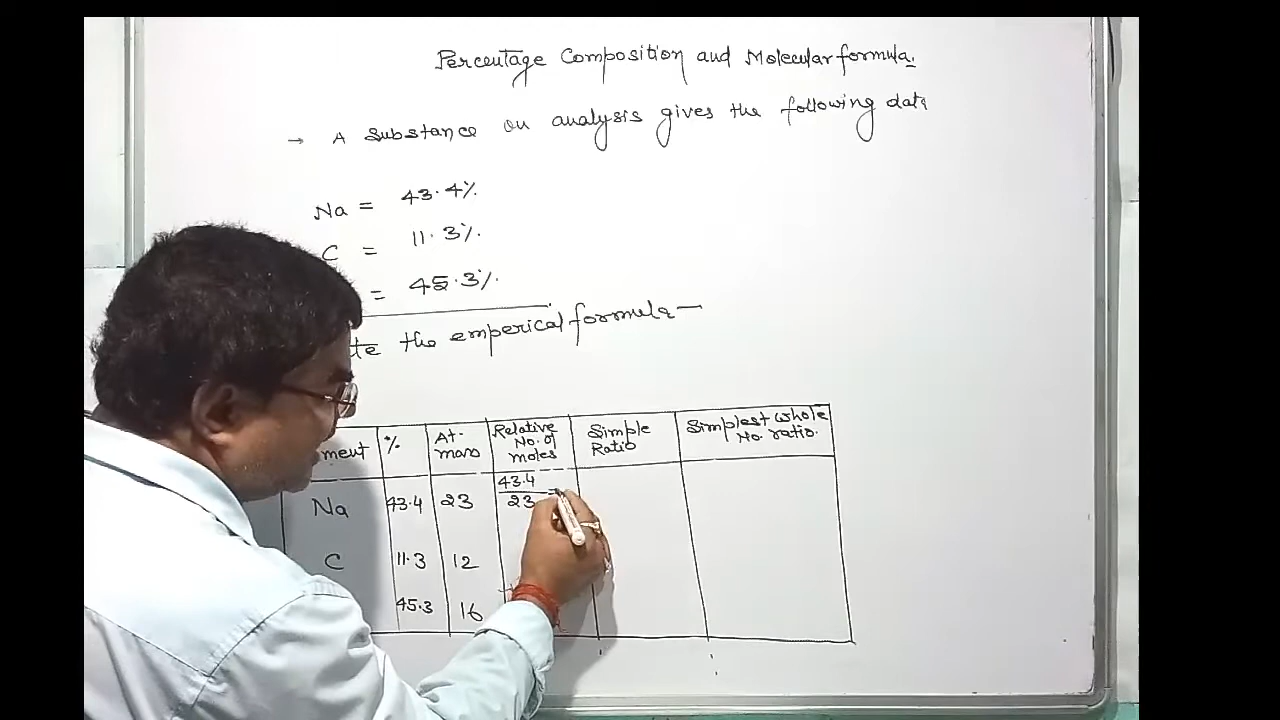 Percentage Composition and Molecular formula.
→ A substance on analysis gives the following data
Na = 43.4%
C = 11.3%
= 45.3%
te the emperical formula —
ment % At. mass Relative No. of moles Simple Ratio Simplest whole No. ratio.
Na 43.4 23 43.4/23 =
C 11.3 12
45.3 16